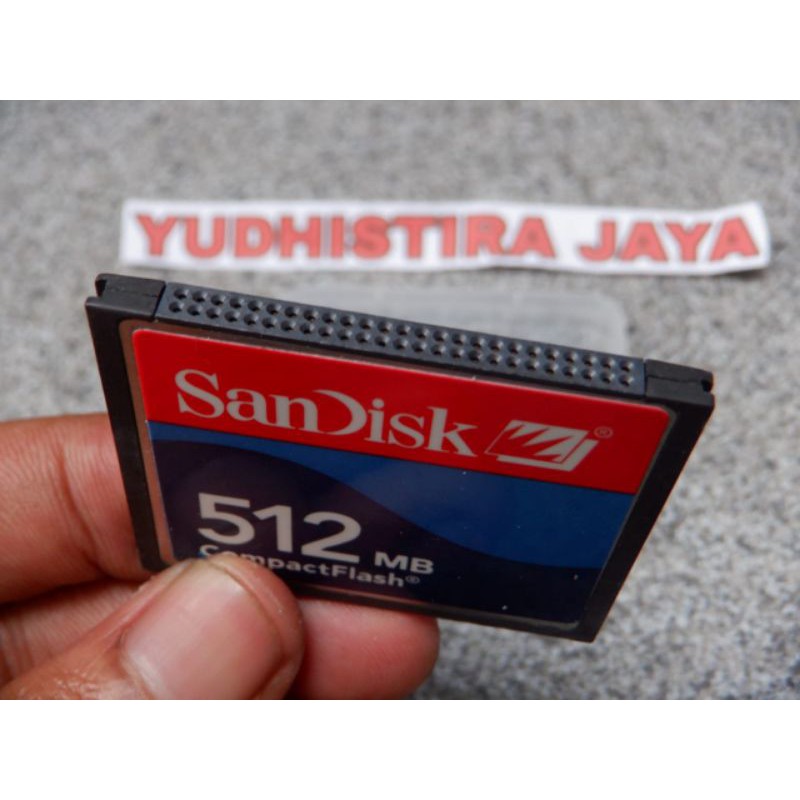 YUDHISTIRA JAYA
SanDisk ®
512 MB
CompactFlash®